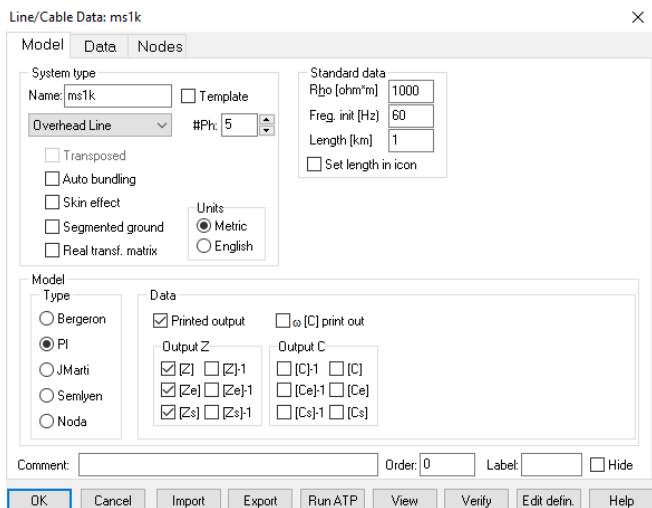 Line/Cable Data: ms1k
Model Data Nodes
System type
Name: ms1k Template
Overhead Line #Ph: 5
Transposed
Auto bundling
Skin effect
Segmented ground
Real transf. matrix
Units
Metric
English
Standard data
Rho [ohm*m] 1000
Freq. init [Hz] 60
Length [km] 1
Set length in icon
Model
Type
Bergeron
PI
JMarti
Semlyen
Noda
Data
Printed output ω [C] print out
Output Z
[Z] [Z]-1
[Ze] [Ze]-1
[Zs] [Zs]-1
Output C
[C]-1 [C]
[Ce]-1 [Ce]
[Cs]-1 [Cs]
Comment: Order: 0 Label: Hide
OK Cancel Import Export Run ATP View Verify Edit defin. Help